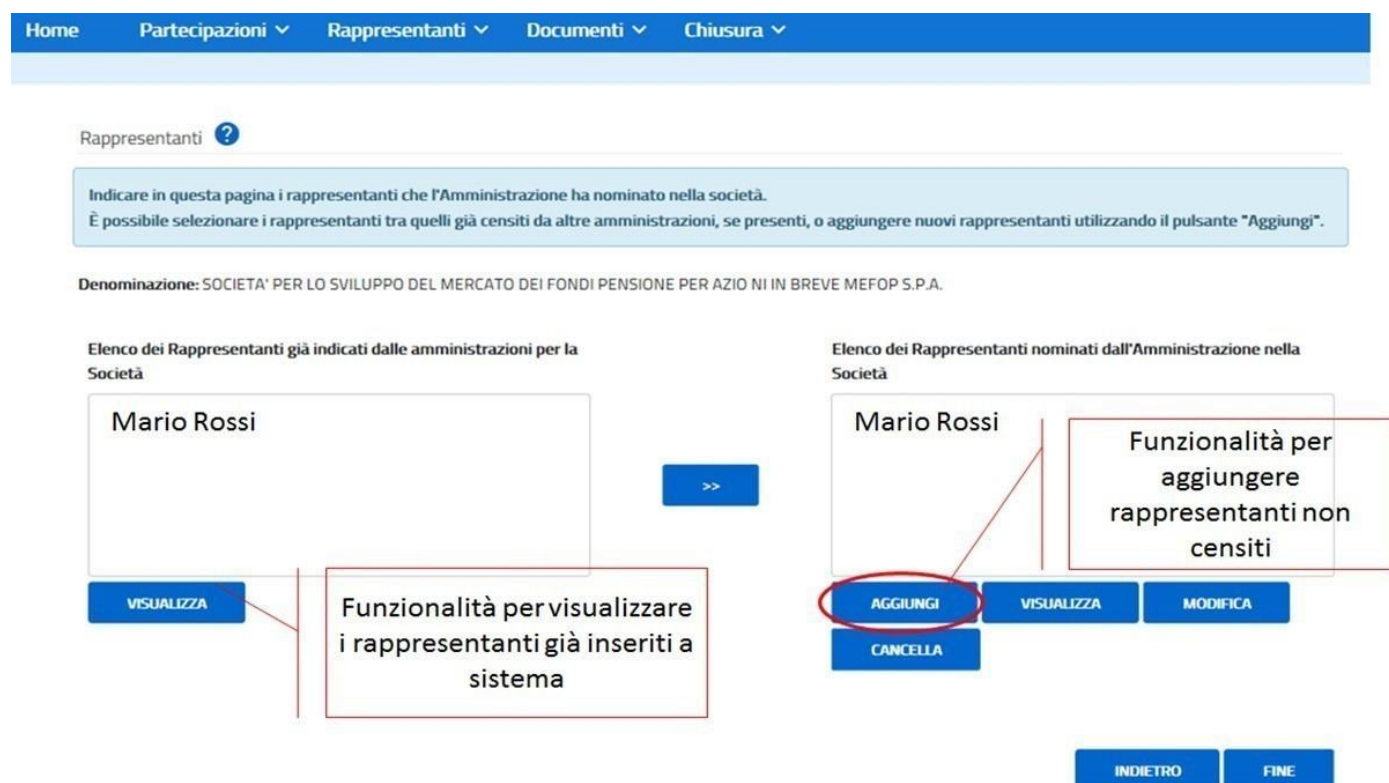 Home Partecipazioni Rappresentanti Documenti Chiusura
Rappresentanti ?
Indicare in questa pagina i rappresentanti che l'Amministrazione ha nominato nella società.
È possibile selezionare i rappresentanti tra quelli già censiti da altre amministrazioni, se presenti, o aggiungere nuovi rappresentanti utilizzando il pulsante "Aggiungi".
Denominazione: SOCIETA' PER LO SVILUPPO DEL MERCATO DEI FONDI PENSIONE PER AZIO NI IN BREVE MEFOP S.P.A.
Elenco dei Rappresentanti già indicati dalle amministrazioni per la
Società
Mario Rossi
VISUALIZZA
Funzionalità per visualizzare
i rappresentanti già inseriti a
sistema
>>
Elenco dei Rappresentanti nominati dall'Amministrazione nella
Società
Mario Rossi
Funzionalità per
aggiungere
rappresentanti non
censiti
AGGIUNGI VISUALIZZA MODIFICA
CANCELLA
INDIETRO FINE